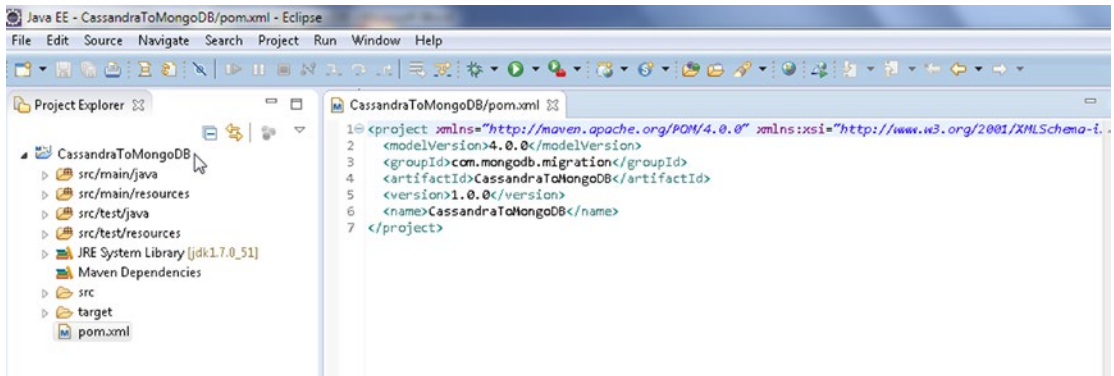 Java EE - CassandraToMongoDB/pom.xml - Eclipse
File Edit Source Navigate Search Project Run Window Help
Project Explorer
CassandraToMongoDB
src/main/java
src/main/resources
src/test/java
src/test/resources
JRE System Library [jdk1.7.0_51]
Maven Dependencies
src
target
pom.xml
CassandraToMongoDB/pom.xml
1 <project xmlns="http://maven.apache.org/POM/4.0.0" xmlns:xsi="http://www.w3.org/2001/XMLSchema-i
2 <modelVersion>4.0.0</modelVersion>
3 <groupId>com.mongodb.migration</groupId>
4 <artifactId>CassandraToMongoDB</artifactId>
5 <version>1.0.0</version>
6 <name>CassandraToMongoDB</name>
7 </project>